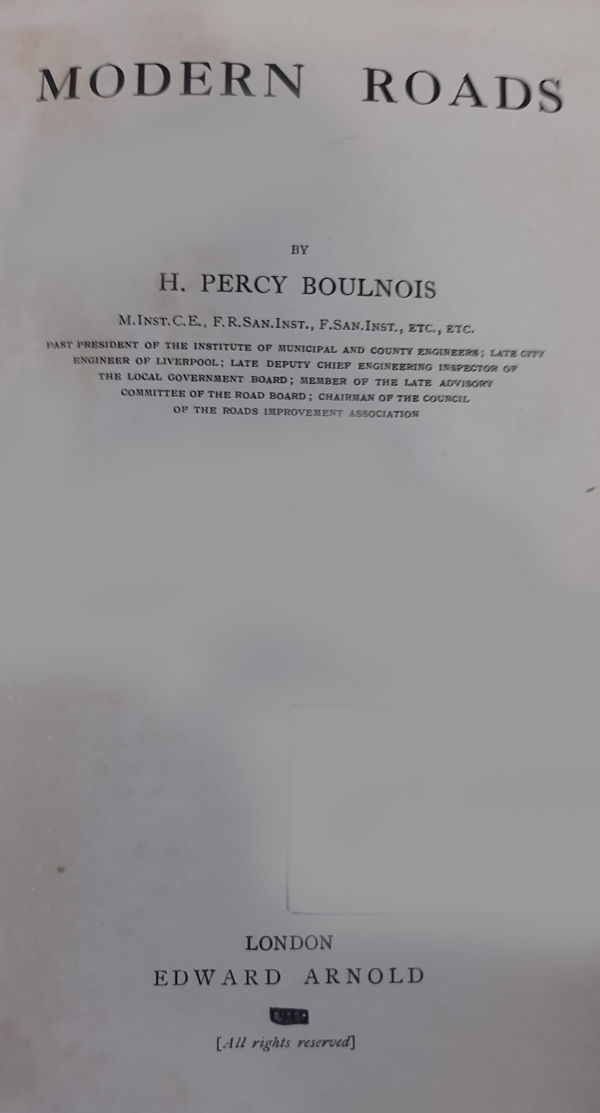 MODERN ROADS
BY
H. PERCY BOULNOIS
M.INST.C.E., F.R.SAN.INST., F.SAN.INST., ETC., ETC.
PAST PRESIDENT OF THE INSTITUTE OF MUNICIPAL AND COUNTY ENGINEERS; LATE CITY
ENGINEER OF LIVERPOOL; LATE DEPUTY CHIEF ENGINEERING INSPECTOR OF
THE LOCAL GOVERNMENT BOARD; MEMBER OF THE LATE ADVISORY
COMMITTEE OF THE ROAD BOARD; CHAIRMAN OF THE COUNCIL
OF THE ROADS IMPROVEMENT ASSOCIATION
LONDON
EDWARD ARNOLD
[All rights reserved]